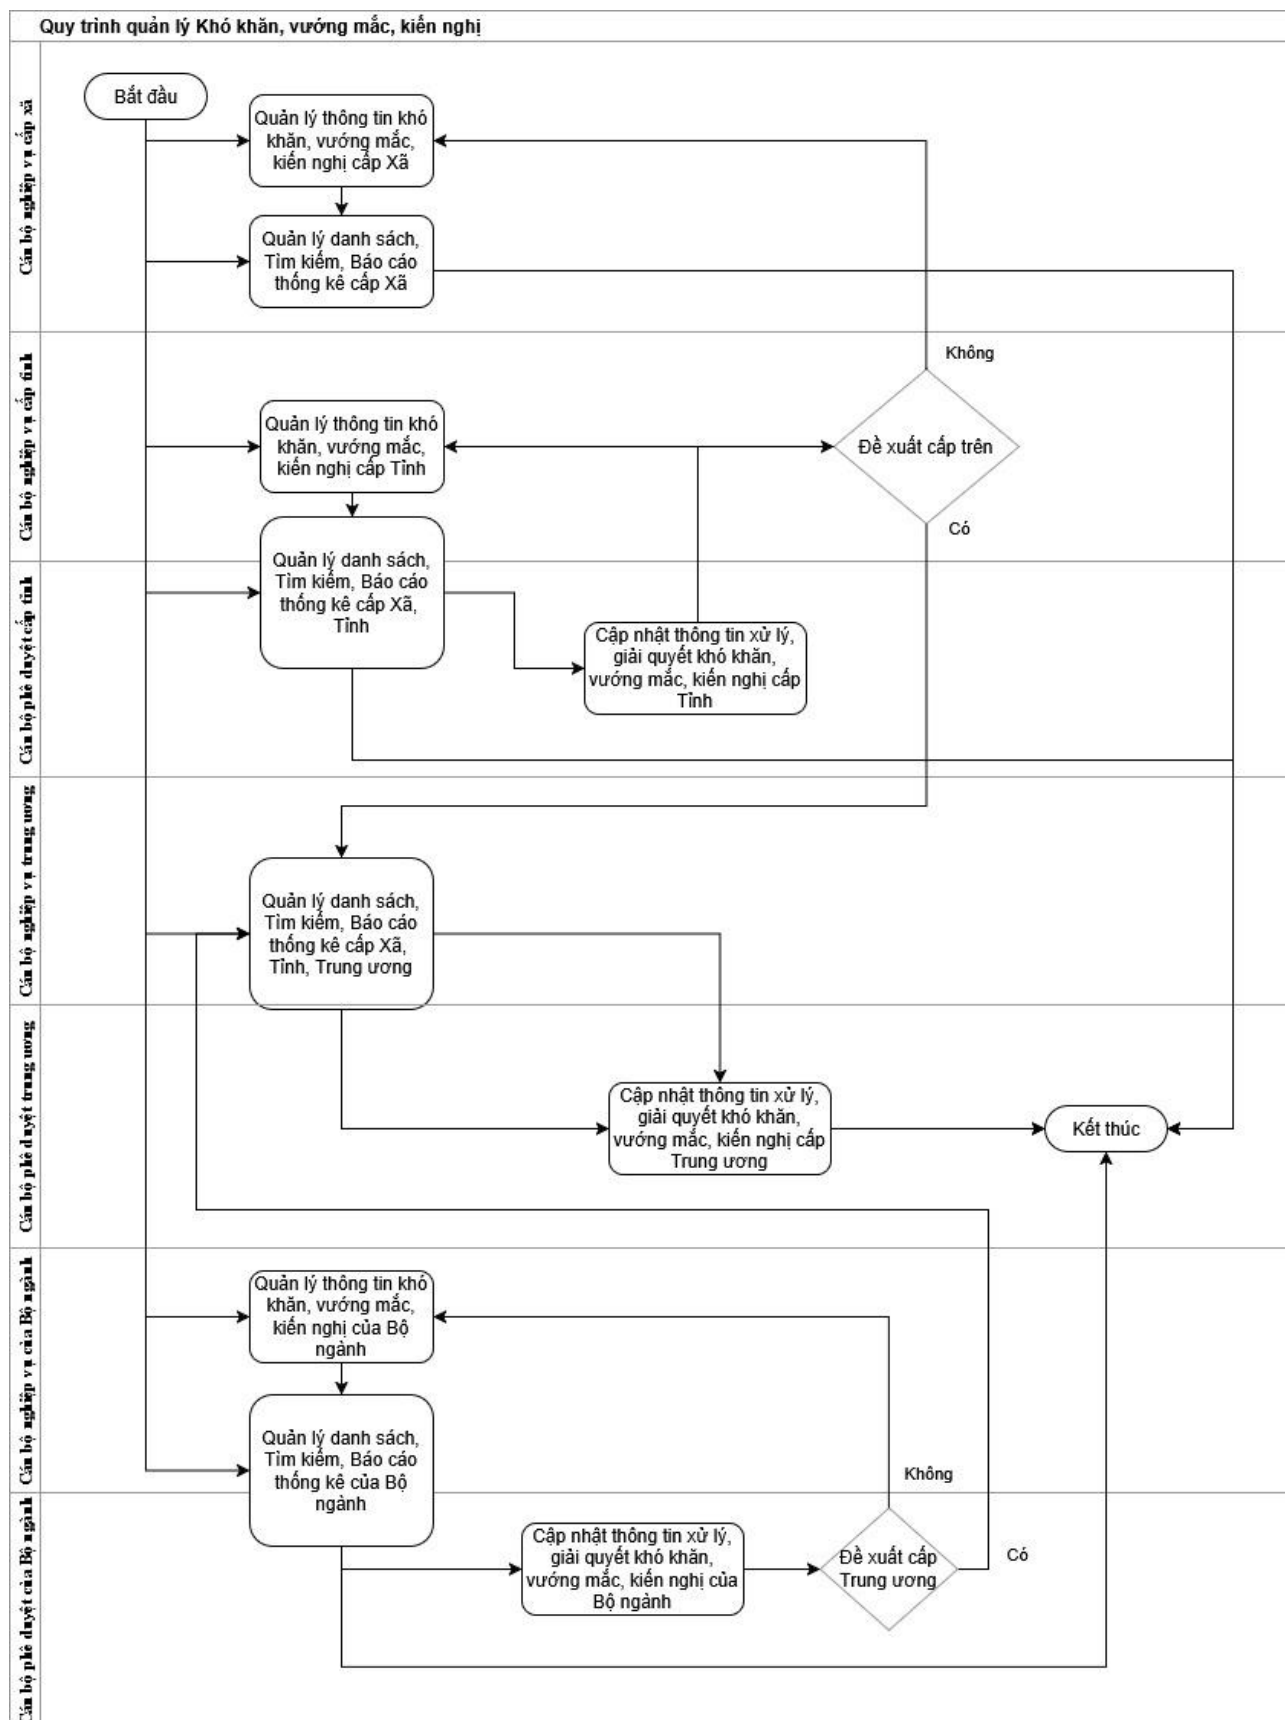 Quy trình quản lý Khó khăn, vướng mắc, kiến nghị
Cán bộ nghiệp vụ cấp xã
Bắt đầu
Quản lý thông tin khó
khăn, vướng mắc,
kiến nghị cấp Xã
Quản lý danh sách,
Tìm kiếm, Báo cáo
thống kê cấp Xã
Cán bộ nghiệp vụ cấp tỉnh
Không
Quản lý thông tin khó
khăn, vướng mắc,
kiến nghị cấp Tỉnh
Đề xuất cấp trên
Có
Cán bộ phê duyệt cấp tỉnh
Quản lý danh sách,
Tìm kiếm, Báo cáo
thống kê cấp Xã,
Tỉnh
Cập nhật thông tin xử lý,
giải quyết khó khăn,
vướng mắc, kiến nghị cấp
Tỉnh
Cán bộ nghiệp vụ trung ương
Quản lý danh sách,
Tìm kiếm, Báo cáo
thống kê cấp Xã,
Tỉnh, Trung ương
Cán bộ phê duyệt trung ương
Cập nhật thông tin xử lý,
giải quyết khó khăn,
vướng mắc, kiến nghị cấp
Trung ương
Kết thúc
Cán bộ nghiệp vụ của Bộ ngành
Quản lý thông tin khó
khăn, vướng mắc,
kiến nghị của Bộ
ngành
Quản lý danh sách,
Tìm kiếm, Báo cáo
thống kê của Bộ
ngành
Không
Cán bộ phê duyệt của Bộ ngành
Cập nhật thông tin xử lý,
giải quyết khó khăn,
vướng mắc, kiến nghị của
Bộ ngành
Đề xuất cấp
Trung ương
Có